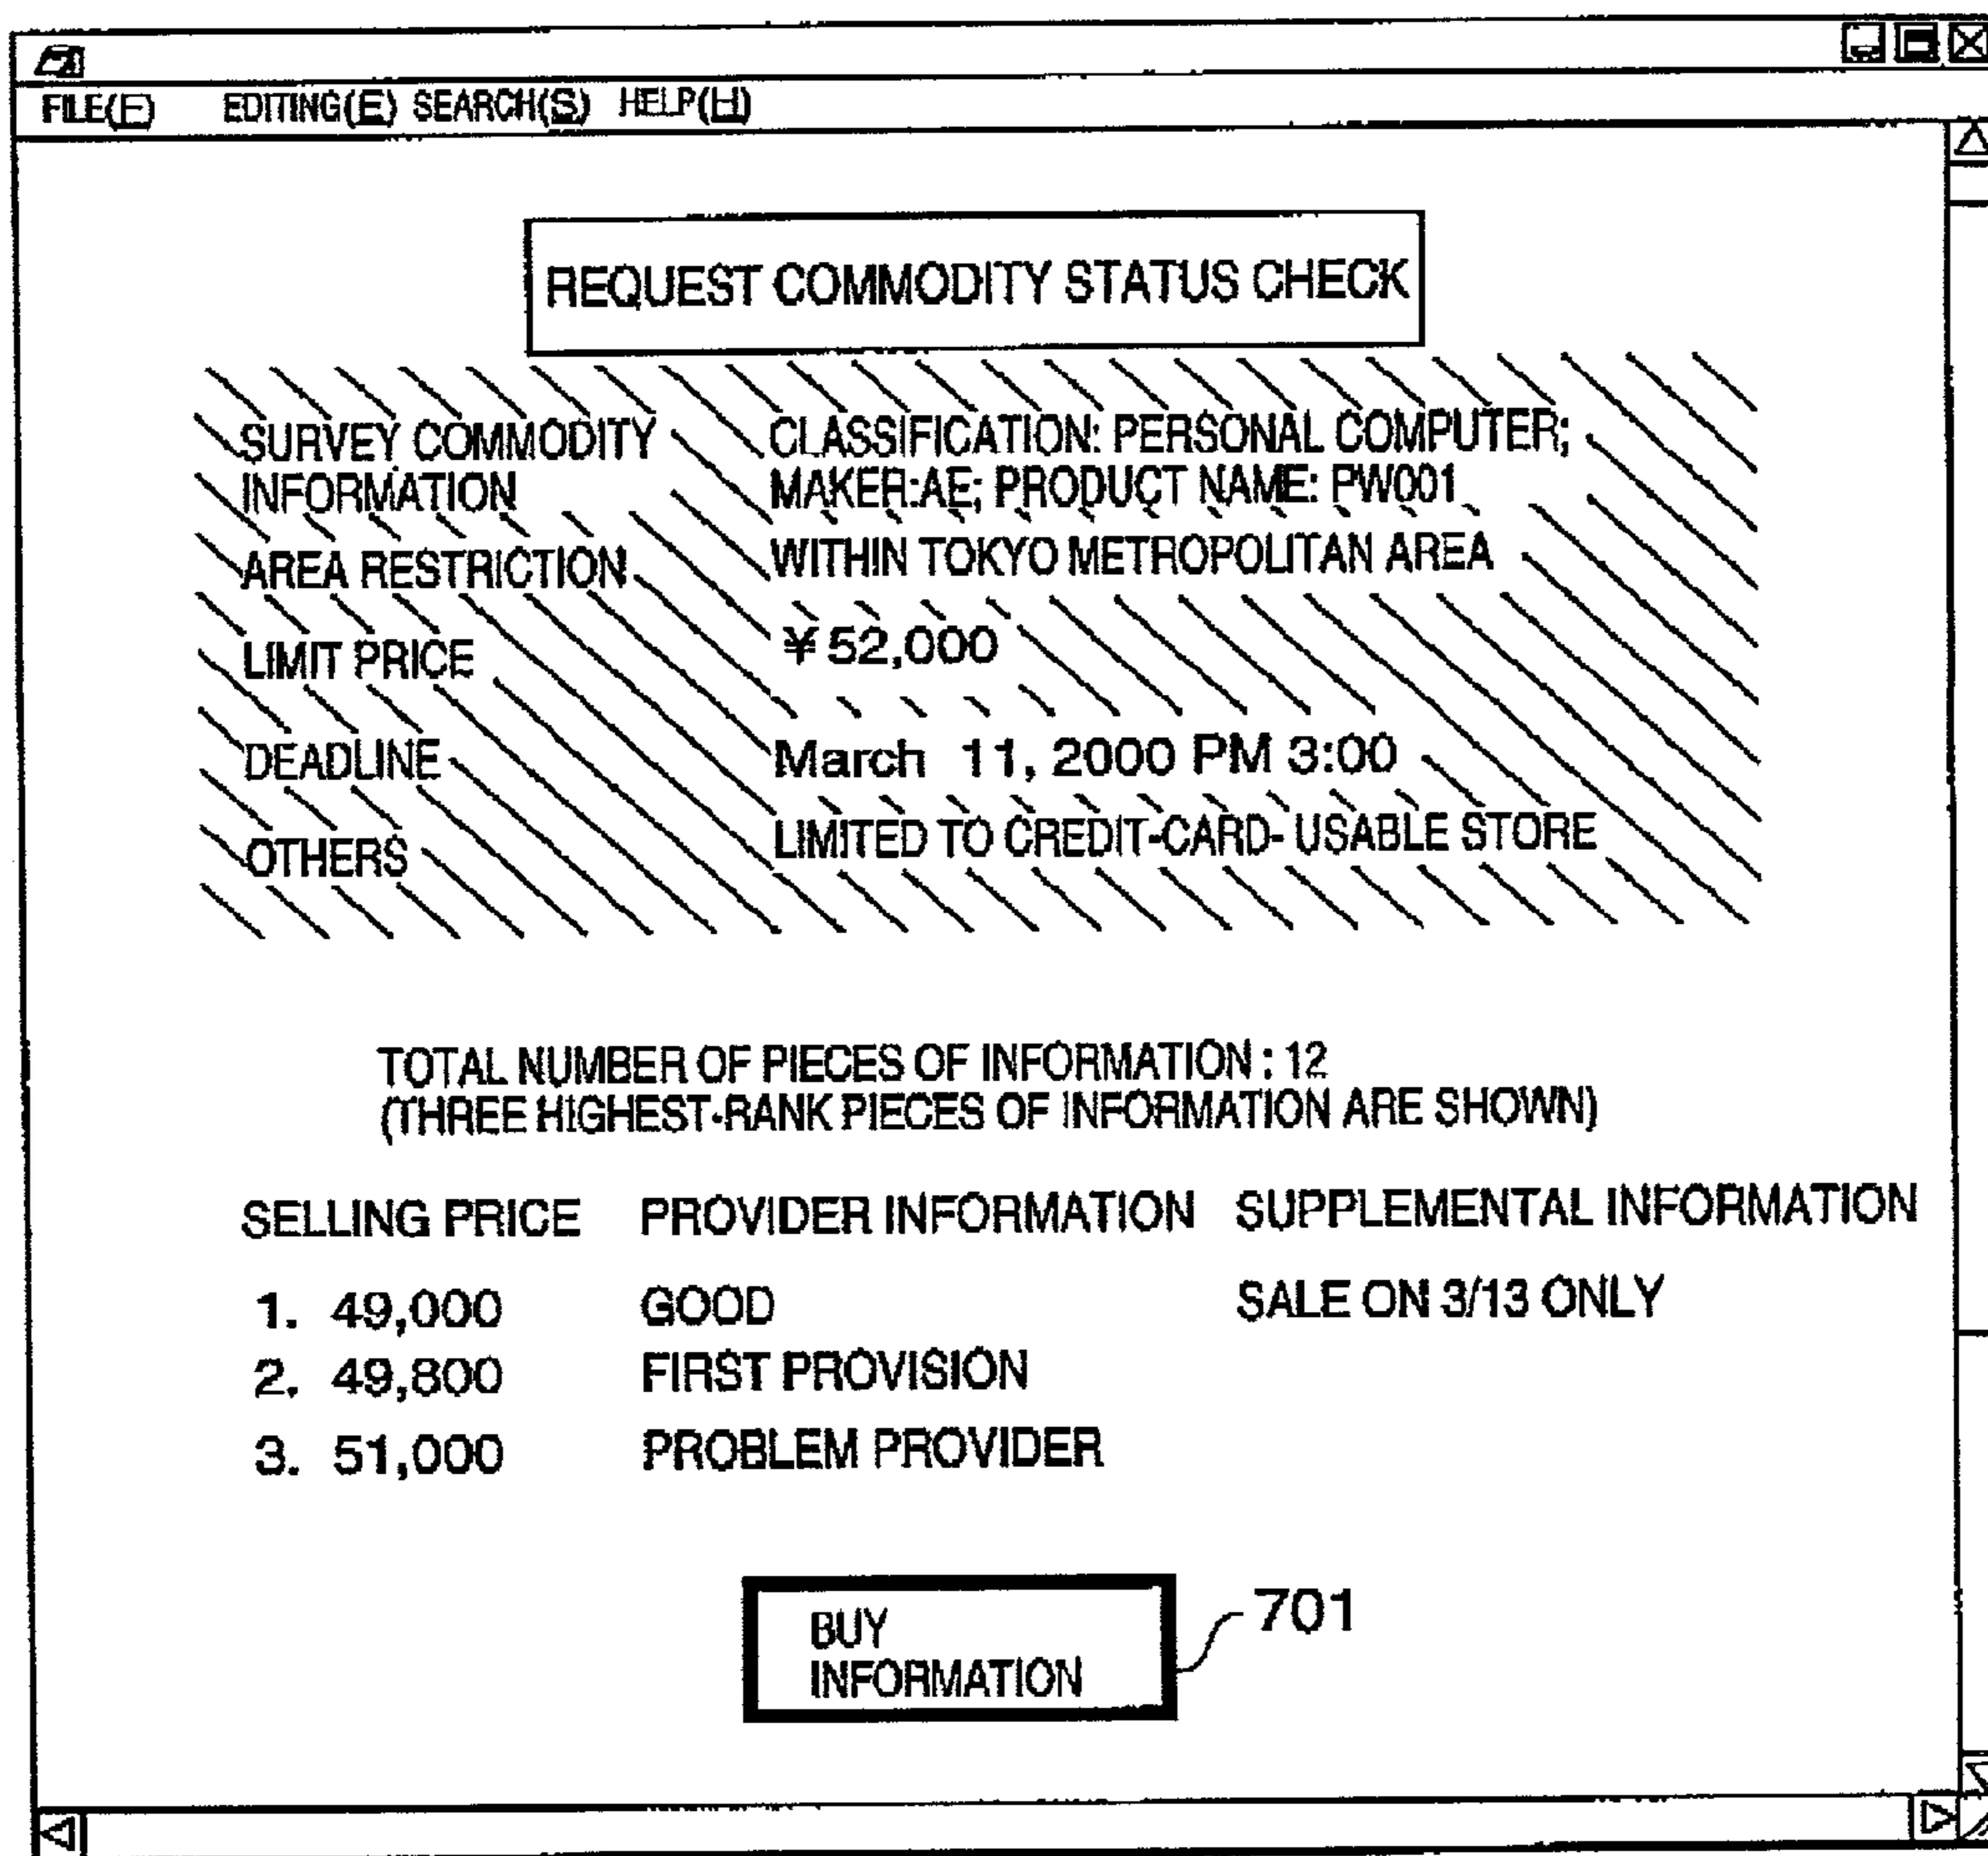 FILE(F) EDITING(E) SEARCH(S) HELP(H)
REQUEST COMMODITY STATUS CHECK
SURVEY COMMODITY INFORMATION
CLASSIFICATION: PERSONAL COMPUTER;
MAKER:AE; PRODUCT NAME: PW001
AREA RESTRICTION WITHIN TOKYO METROPOLITAN AREA
LIMIT PRICE ¥52,000
DEADLINE March 11, 2000 PM 3:00
OTHERS LIMITED TO CREDIT-CARD- USABLE STORE
TOTAL NUMBER OF PIECES OF INFORMATION : 12
(THREE HIGHEST-RANK PIECES OF INFORMATION ARE SHOWN)
SELLING PRICE PROVIDER INFORMATION SUPPLEMENTAL INFORMATION
1. 49,000 GOOD SALE ON 3/13 ONLY
2. 49,800 FIRST PROVISION
3. 51,000 PROBLEM PROVIDER
BUY
INFORMATION
701